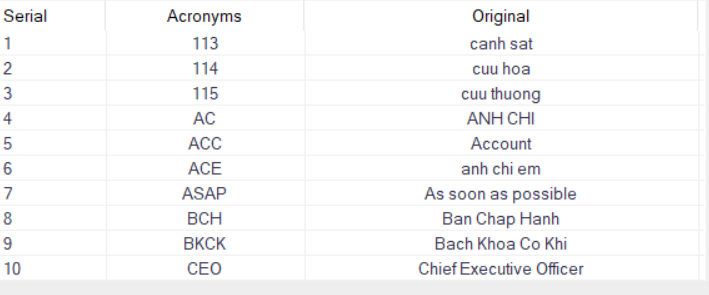 Serial Acronyms Original
1 113 canh sat
2 114 cuu hoa
3 115 cuu thuong
4 AC ANH CHI
5 ACC Account
6 ACE anh chi em
7 ASAP As soon as possible
8 BCH Ban Chap Hanh
9 BKCK Bach Khoa Co Khi
10 CEO Chief Executive Officer